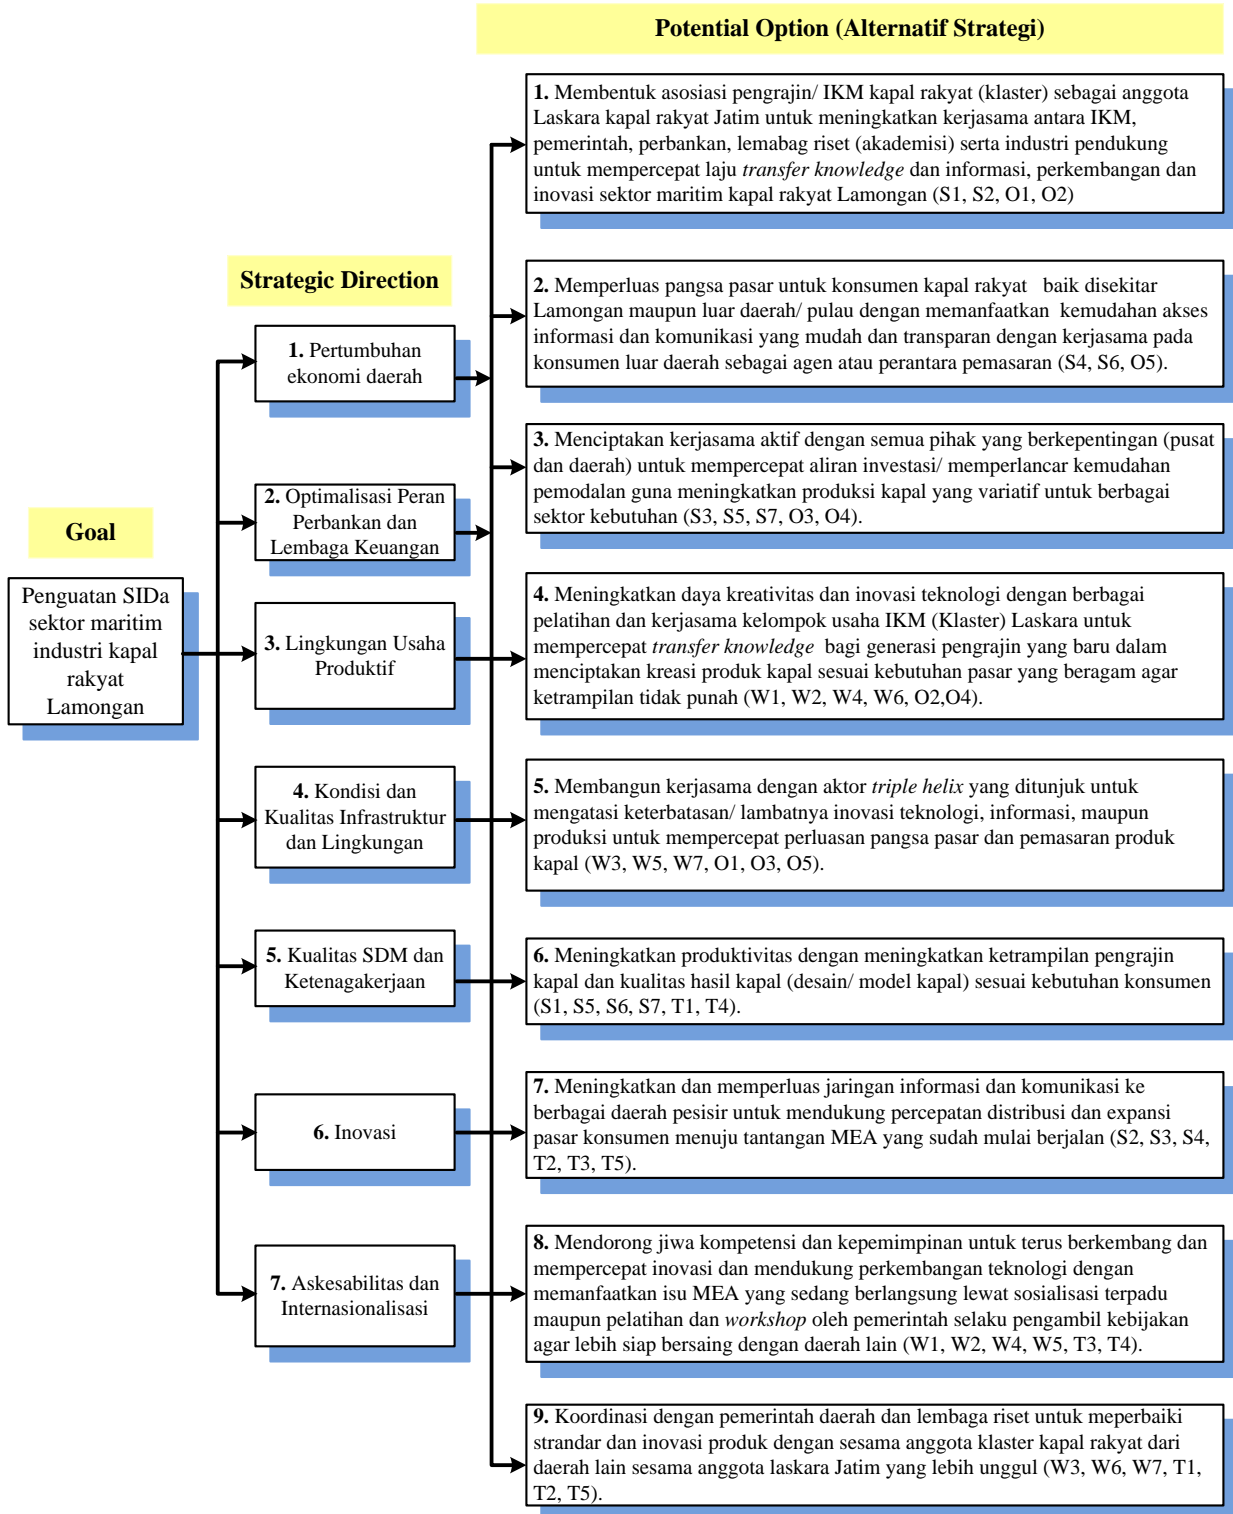 Potential Option (Alternatif Strategi)
1. Membentuk asosiasi pengrajin/ IKM kapal rakyat (klaster) sebagai anggota
Laskara kapal rakyat Jatim untuk meningkatkan kerjasama antara IKM,
pemerintah, perbankan, lemabag riset (akademisi) serta industri pendukung
untuk mempercepat laju transfer knowledge dan informasi, perkembangan dan
inovasi sektor maritim kapal rakyat Lamongan (S1, S2, O1, O2)
2. Memperluas pangsa pasar untuk konsumen kapal rakyat baik disekitar
Lamongan maupun luar daerah/ pulau dengan memanfaatkan kemudahan akses
informasi dan komunikasi yang mudah dan transparan dengan kerjasama pada
konsumen luar daerah sebagai agen atau perantara pemasaran (S4, S6, O5).
3. Menciptakan kerjasama aktif dengan semua pihak yang berkepentingan (pusat
dan daerah) untuk mempercepat aliran investasi/ memperlancar kemudahan
pemodalan guna meningkatkan produksi kapal yang variatif untuk berbagai
sektor kebutuhan (S3, S5, S7, O3, O4).
4. Meningkatkan daya kreativitas dan inovasi teknologi dengan berbagai
pelatihan dan kerjasama kelompok usaha IKM (Klaster) Laskara untuk
mempercepat transfer knowledge bagi generasi pengrajin yang baru dalam
menciptakan kreasi produk kapal sesuai kebutuhan pasar yang beragam agar
ketrampilan tidak punah (W1, W2, W4, W6, O2,O4).
5. Membangun kerjasama dengan aktor triple helix yang ditunjuk untuk
mengatasi keterbatasan/ lambatnya inovasi teknologi, informasi, maupun
produksi untuk mempercepat perluasan pangsa pasar dan pemasaran produk
kapal (W3, W5, W7, O1, O3, O5).
6. Meningkatkan produktivitas dengan meningkatkan ketrampilan pengrajin
kapal dan kualitas hasil kapal (desain/ model kapal) sesuai kebutuhan konsumen
(S1, S5, S6, S7, T1, T4).
7. Meningkatkan dan memperluas jaringan informasi dan komunikasi ke
berbagai daerah pesisir untuk mendukung percepatan distribusi dan expansi
pasar konsumen menuju tantangan MEA yang sudah mulai berjalan (S2, S3, S4,
T2, T3, T5).
8. Mendorong jiwa kompetensi dan kepemimpinan untuk terus berkembang dan
mempercepat inovasi dan mendukung perkembangan teknologi dengan
memanfaatkan isu MEA yang sedang berlangsung lewat sosialisasi terpadu
maupun pelatihan dan workshop oleh pemerintah selaku pengambil kebijakan
agar lebih siap bersaing dengan daerah lain (W1, W2, W4, W5, T3, T4).
9. Koordinasi dengan pemerintah daerah dan lembaga riset untuk meperbaiki
strandar dan inovasi produk dengan sesama anggota klaster kapal rakyat dari
daerah lain sesama anggota laskara Jatim yang lebih unggul (W3, W6, W7, T1,
T2, T5).
Strategic Direction
1. Pertumbuhan
ekonomi daerah
2. Optimalisasi Peran
Perbankan dan
Lembaga Keuangan
3. Lingkungan Usaha
Produktif
4. Kondisi dan
Kualitas Infrastruktur
dan Lingkungan
5. Kualitas SDM dan
Ketenagakerjaan
6. Inovasi
7. Askesabilitas dan
Internasionalisasi
Goal
Penguatan SIDa
sektor maritim
industri kapal
rakyat
Lamongan